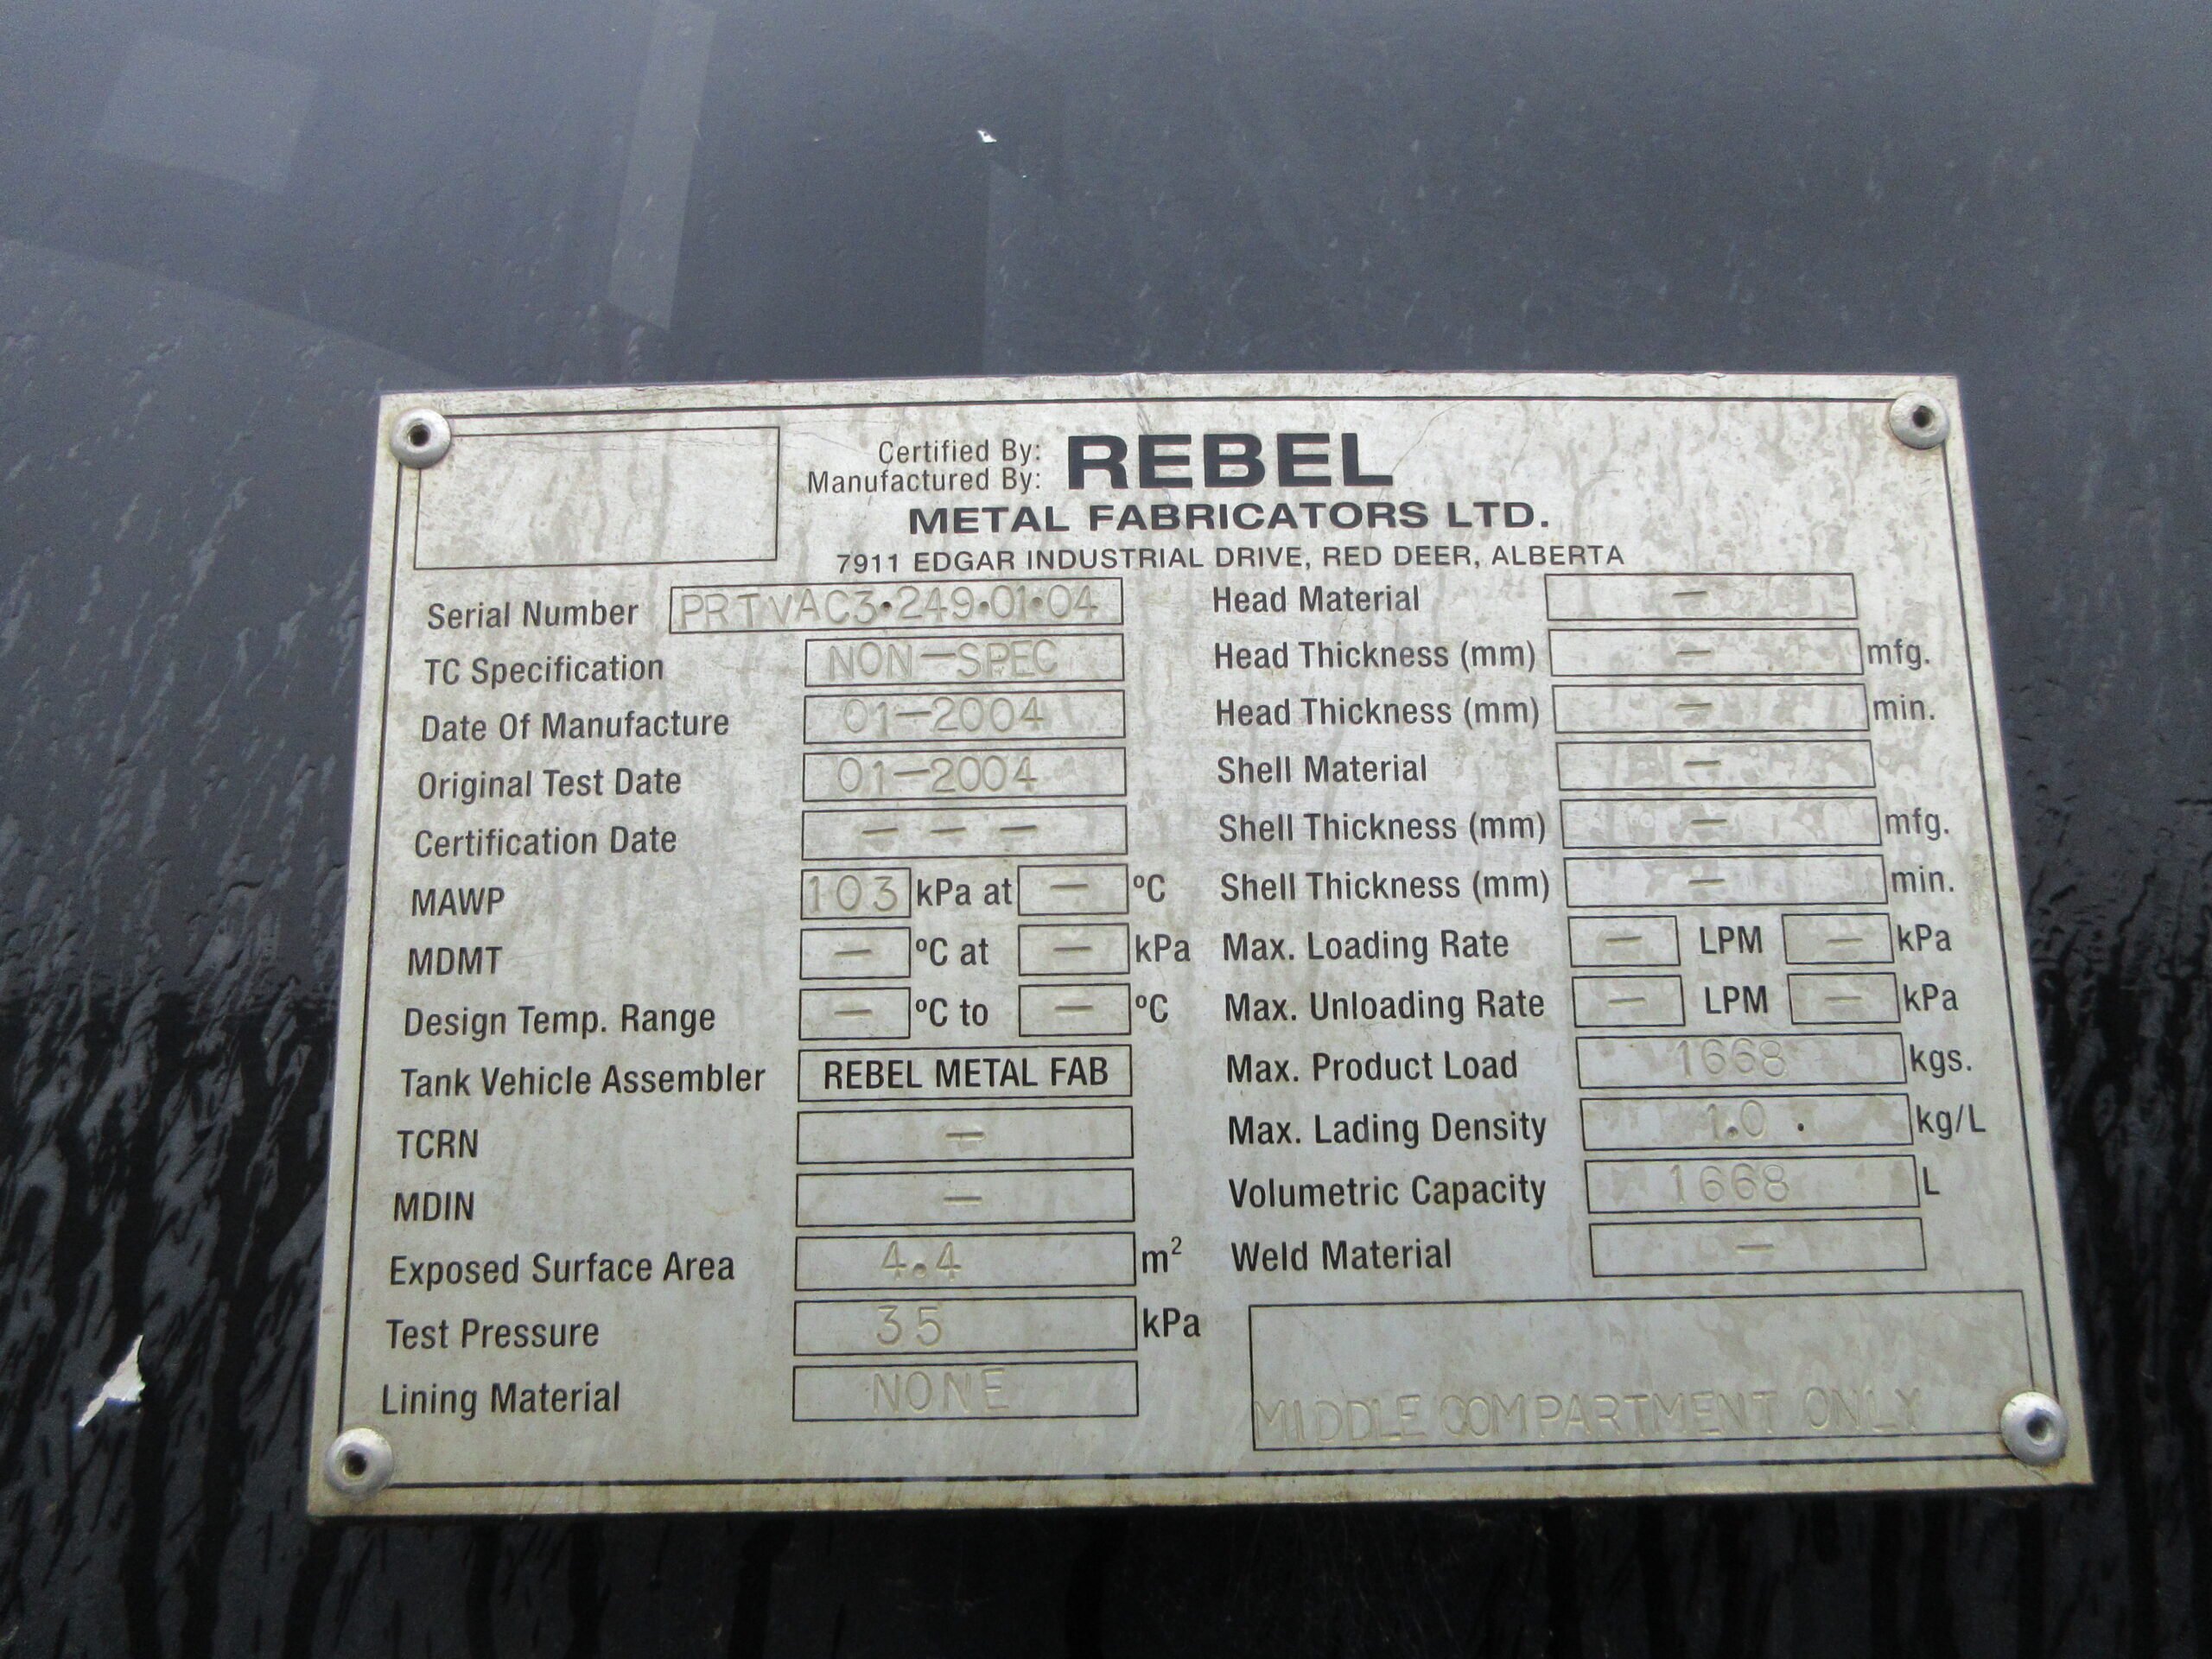 Certified By:
Manufactured By:
REBEL
METAL FABRICATORS LTD.
7911 EDGAR INDUSTRIAL DRIVE, RED DEER, ALBERTA
Serial Number PRTVAC3•249•01•04
TC Specification NON-SPEC
Date Of Manufacture 01-2004
Original Test Date 01-2004
Certification Date - - -
MAWP 103 kPa at - ºC
MDMT - ºC at - kPa
Design Temp. Range - ºC to - ºC
Tank Vehicle Assembler REBEL METAL FAB
TCRN -
MDIN -
Exposed Surface Area 4.4 m²
Test Pressure 35 kPa
Lining Material NONE
Head Material -
Head Thickness (mm) - mfg.
Head Thickness (mm) - min.
Shell Material -
Shell Thickness (mm) - mfg.
Shell Thickness (mm) - min.
Max. Loading Rate - LPM - kPa
Max. Unloading Rate - LPM - kPa
Max. Product Load 1668 kgs.
Max. Lading Density 1.0 . kg/L
Volumetric Capacity 1668 L
Weld Material -
MIDDLE COMPARTMENT ONLY